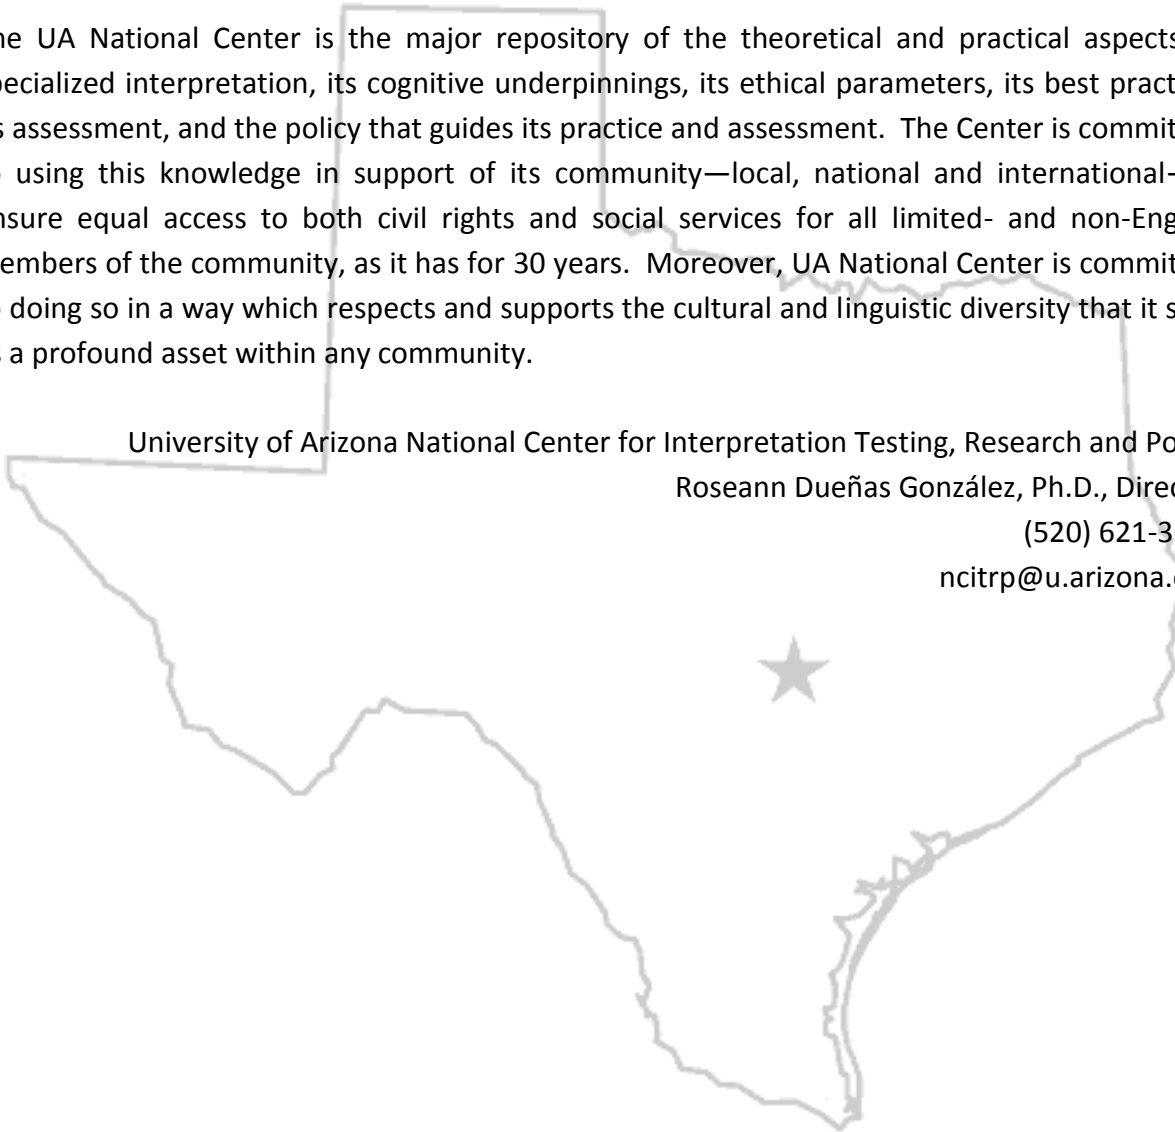 he UA National Center is the major repository of the theoretical and practical aspects
pecialized interpretation, its cognitive underpinnings, its ethical parameters, its best pract
s assessment, and the policy that guides its practice and assessment. The Center is commit
using this knowledge in support of its community—local, national and international-
nsure equal access to both civil rights and social services for all limited- and non-Eng
embers of the community, as it has for 30 years. Moreover, UA National Center is commit
doing so in a way which respects and supports the cultural and linguistic diversity that it s
s a profound asset within any community.
University of Arizona National Center for Interpretation Testing, Research and Po
Roseann Dueñas González, Ph.D., Direc
(520) 621-3
ncitrp@u.arizona.